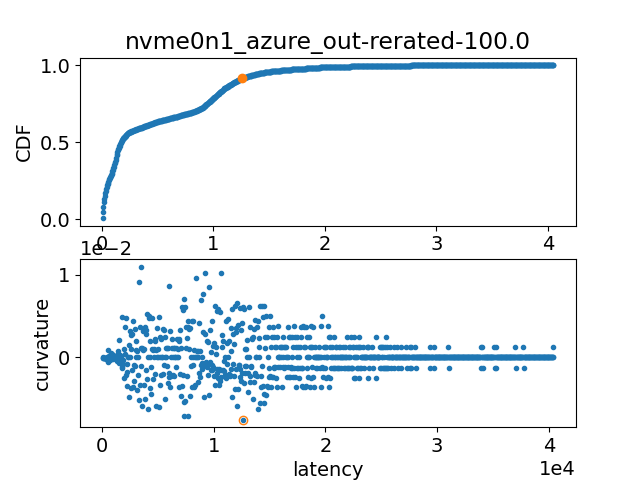 nvme0n1_azure_out-rerated-100.0
1.0
0.5
0.0
CDF
0 1 2 3 4
1e−2
1
0
curvature
0 1 2 3 4
latency
1e4